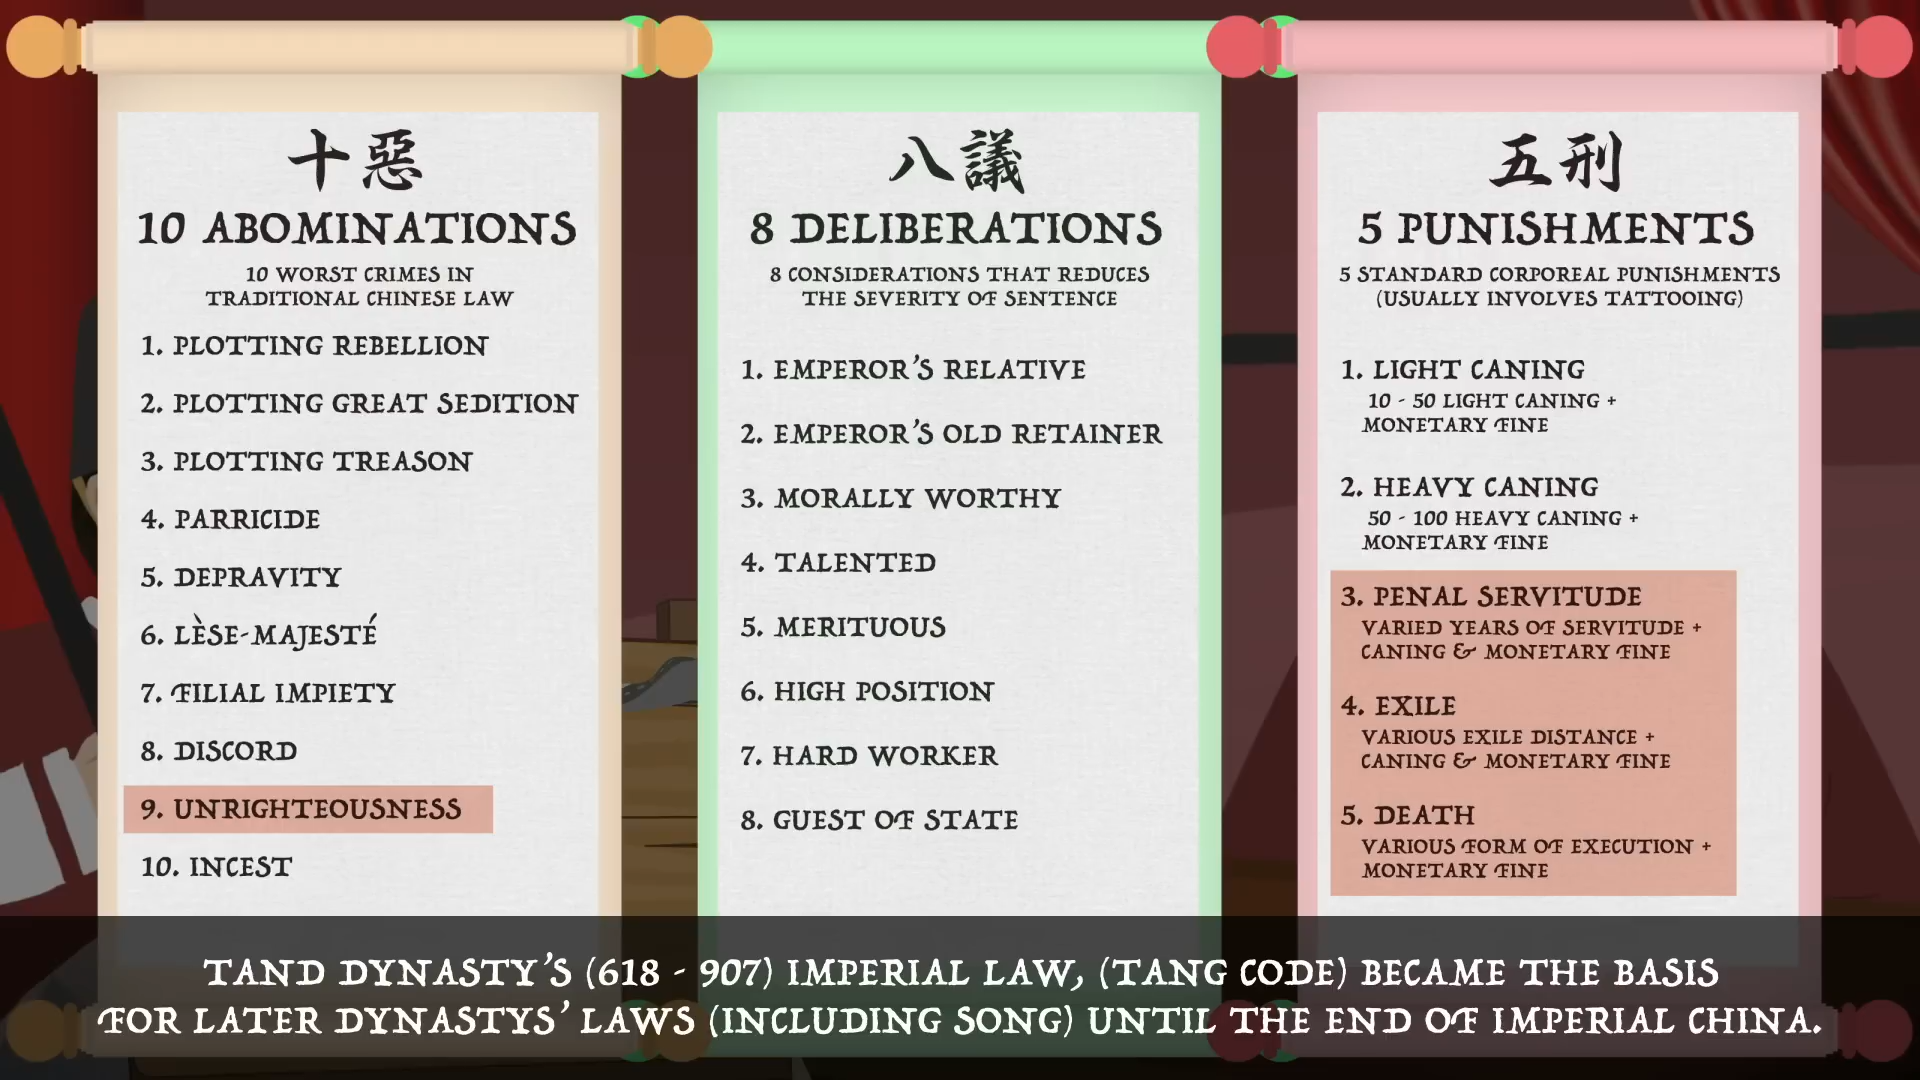 十惡
10 ABOMINATIONS
10 WORST CRIMES IN
TRADITIONAL CHINESE LAW
1. PLOTTING REBELLION
2. PLOTTING GREAT SEDITION
3. PLOTTING TREASON
4. PARRICIDE
5. DEPRAVITY
6. LÈSE-MAJESTÉ
7. FILIAL IMPIETY
8. DISCORD
9. UNRIGHTEOUSNESS
10. INCEST
八議
8 DELIBERATIONS
8 CONSIDERATIONS THAT REDUCES
THE SEVERITY OF SENTENCE
1. EMPEROR'S RELATIVE
2. EMPEROR'S OLD RETAINER
3. MORALLY WORTHY
4. TALENTED
5. MERITUOUS
6. HIGH POSITION
7. HARD WORKER
8. GUEST OF STATE
五刑
5 PUNISHMENTS
5 STANDARD CORPOREAL PUNISHMENTS
(USUALLY INVOLVES TATTOOING)
1. LIGHT CANING
10 - 50 LIGHT CANING +
MONETARY FINE
2. HEAVY CANING
50 - 100 HEAVY CANING +
MONETARY FINE
3. PENAL SERVITUDE
VARIED YEARS OF SERVITUDE +
CANING & MONETARY FINE
4. EXILE
VARIOUS EXILE DISTANCE +
CANING & MONETARY FINE
5. DEATH
VARIOUS FORM OF EXECUTION +
MONETARY FINE
TAND DYNASTY'S (618 - 907) IMPERIAL LAW, (TANG CODE) BECAME THE BASIS
FOR LATER DYNASTYS' LAWS (INCLUDING SONG) UNTIL THE END OF IMPERIAL CHINA.